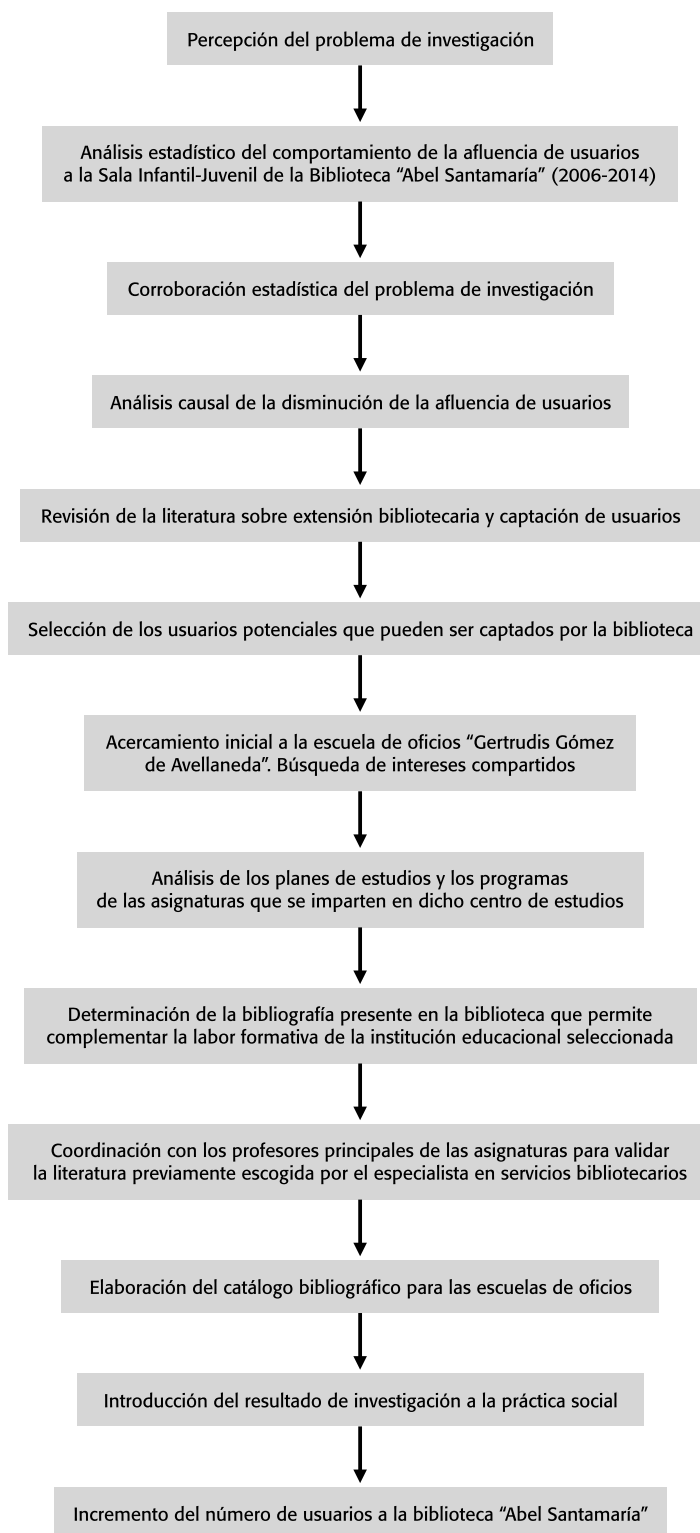 Percepción del problema de investigación
Análisis estadístico del comportamiento de la afluencia de usuarios
a la Sala Infantil-Juvenil de la Biblioteca “Abel Santamaría” (2006-2014)
Corroboración estadística del problema de investigación
Análisis causal de la disminución de la afluencia de usuarios
Revisión de la literatura sobre extensión bibliotecaria y captación de usuarios
Selección de los usuarios potenciales que pueden ser captados por la biblioteca
Acercamiento inicial a la escuela de oficios “Gertrudis Gómez
de Avellaneda”. Búsqueda de intereses compartidos
Análisis de los planes de estudios y los programas
de las asignaturas que se imparten en dicho centro de estudios
Determinación de la bibliografía presente en la biblioteca que permite
complementar la labor formativa de la institución educacional seleccionada
Coordinación con los profesores principales de las asignaturas para validar
la literatura previamente escogida por el especialista en servicios bibliotecarios
Elaboración del catálogo bibliográfico para las escuelas de oficios
Introducción del resultado de investigación a la práctica social
Incremento del número de usuarios a la biblioteca “Abel Santamaría”